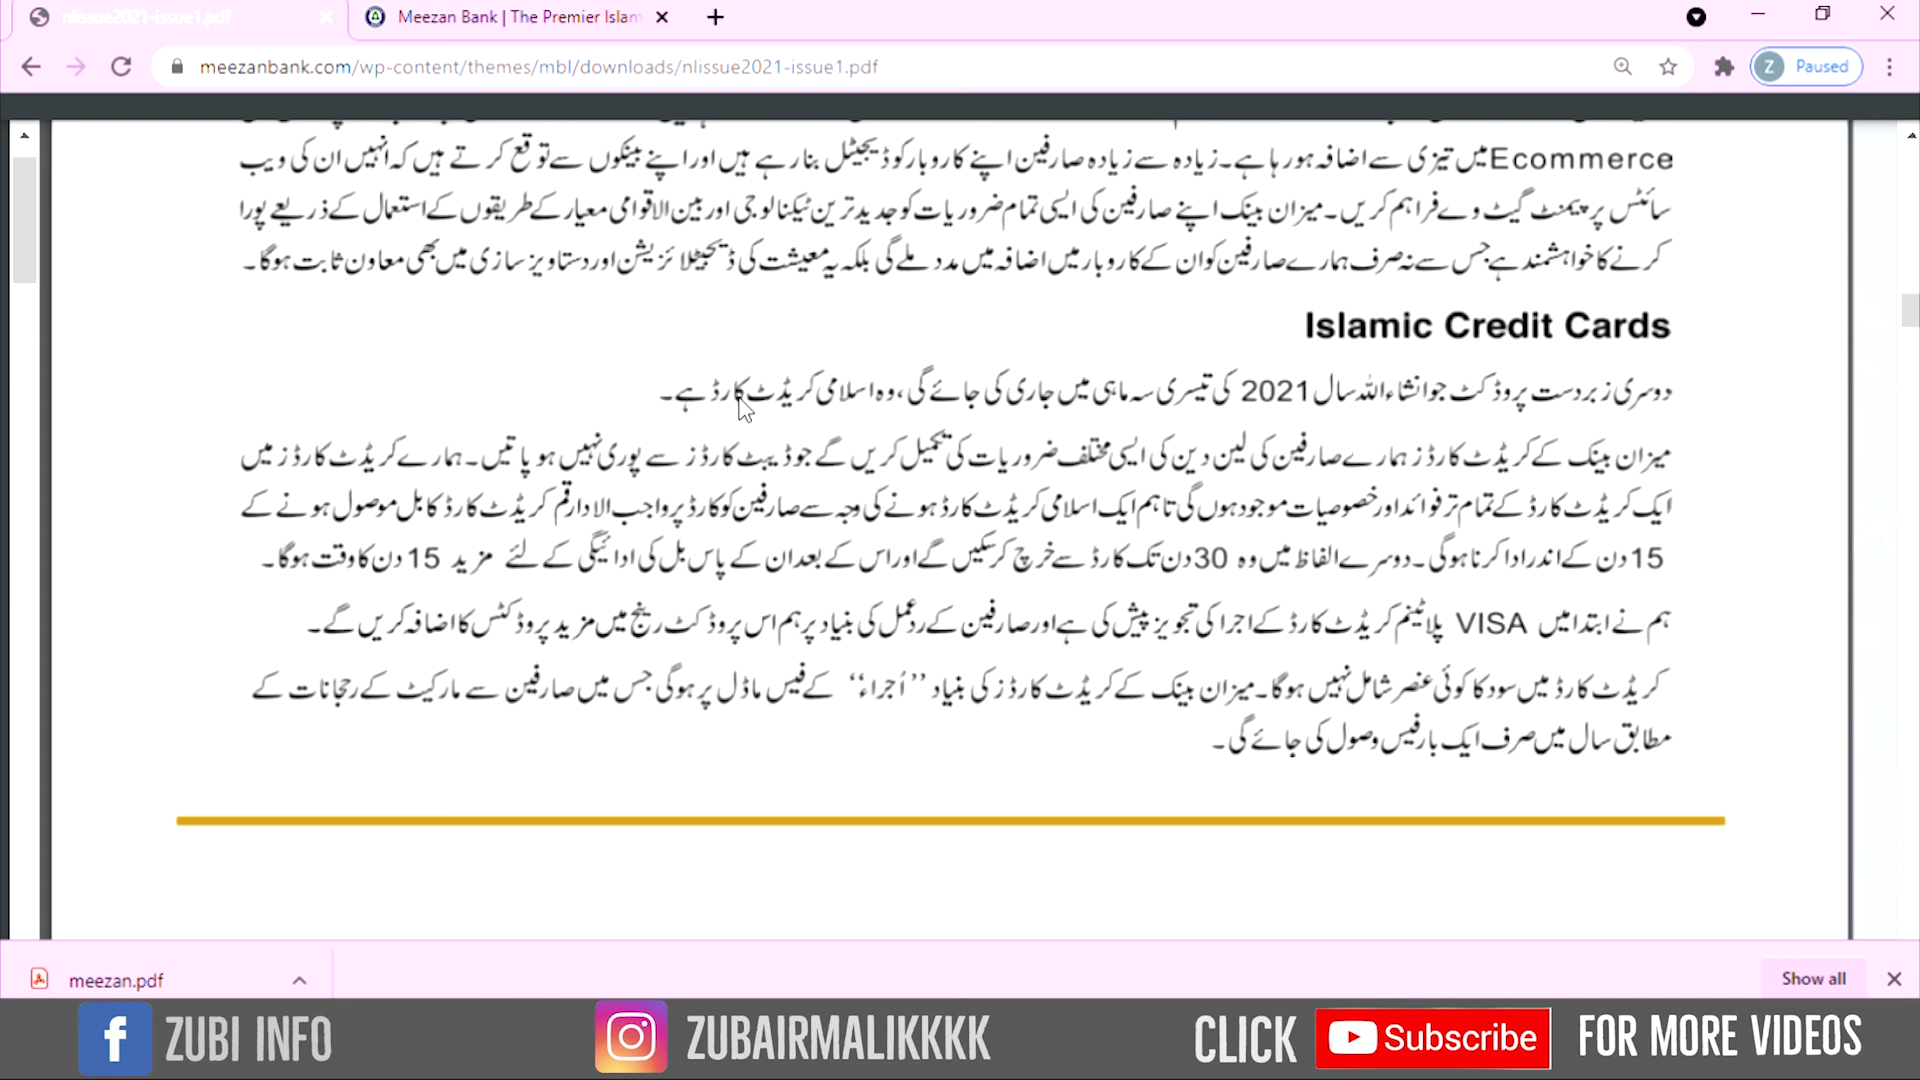 nlissue2021-issue1.pdf
Meezan Bank | The Premier Islam
meezanbank.com/wp-content/themes/mbl/downloads/nlissue2021-issue1.pdf
Z Paused
Ecommerce میں تیزی سے اضافہ ہو رہا ہے۔ زیادہ سے زیادہ صارفین اپنے کاروبار کو ڈیجیٹل بنا رہے ہیں اور اپنے بینکوں سے توقع کرتے ہیں کہ انہیں ان کی ویب
سائٹس پر پیمنٹ گیٹ وے فراہم کریں۔ میزان بینک اپنے صارفین کی ایسی تمام ضروریات کو جدید ترین ٹیکنالوجی اور بین الاقوامی معیار کے طریقوں کے استعمال کے ذریعے پورا
کرنے کا خواہشمند ہے جس سے نہ صرف ہمارے صارفین کو ان کے کاروبار میں اضافہ میں مدد ملے گی بلکہ یہ معیشت کی ڈیجیٹلائزیشن اور دستاویز سازی میں بھی معاون ثابت ہوگا۔
Islamic Credit Cards
دوسری زبردست پروڈکٹ جو انشاءاللہ سال 2021 کی تیسری سہ ماہی میں جاری کی جائے گی، وہ اسلامی کریڈٹ کارڈ ہے۔
میزان بینک کے کریڈٹ کارڈز ہمارے صارفین کی لین دین کی ایسی مختلف ضروریات کی تکمیل کریں گے جو ڈیبٹ کارڈز سے پوری نہیں ہو پاتیں۔ ہمارے کریڈٹ کارڈز میں
ایک کریڈٹ کارڈ کے تمام تر فوائد اور خصوصیات موجود ہوں گی تاہم ایک اسلامی کریڈٹ کارڈ ہونے کی وجہ سے صارفین کو کارڈ پر واجب الادا رقم کریڈٹ کارڈ کا بل موصول ہونے کے
15 دن کے اندر ادا کرنا ہوگی۔ دوسرے الفاظ میں وہ 30 دن تک کارڈ سے خرچ کر سکیں گے اور اس کے بعد ان کے پاس بل کی ادائیگی کے لئے مزید 15 دن کا وقت ہوگا۔
ہم نے ابتدا میں VISA پلاٹینم کریڈٹ کارڈ کے اجرا کی تجویز پیش کی ہے اور صارفین کے ردعمل کی بنیاد پر ہم اس پروڈکٹ رینج میں مزید پروڈکٹس کا اضافہ کریں گے۔
کریڈٹ کارڈ میں سود کا کوئی عنصر شامل نہیں ہوگا۔ میزان بینک کے کریڈٹ کارڈز کی بنیاد ’’اُجراء‘‘ کے فیس ماڈل پر ہوگی جس میں صارفین سے مارکیٹ کے رجحانات کے
مطابق سال میں صرف ایک بار فیس وصول کی جائے گی۔
meezan.pdf
Show all
ZUBI INFO
ZUBAIRMALIKKKK
CLICK Subscribe FOR MORE VIDEOS